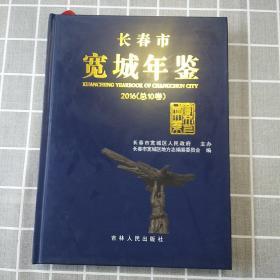 长春市
宽城年鉴
KUANCHENG YEARBOOK OF CHANGCHUN CITY
2016(总10卷)
长春市宽城区人民政府 主办
长春市宽城区地方志编纂委员会 编
吉林人民出版社